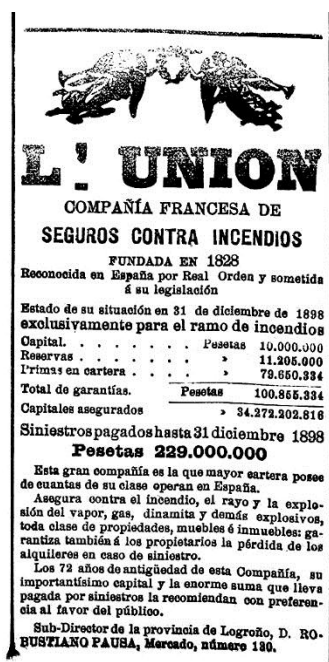 L'. UNION
COMPAÑÍA FRANCESA DE
SEGUROS CONTRA INCENDIOS
FUNDADA EN 1828
Reconocida en España por Real Orden y sometida
á su legislación
Estado de su situación en 31 de diciembre de 1898
exclusivamente para el ramo de incendios
Capital. . . . . . . Pesetas 10.000.000
Reservas . . . . . . . » 11.205.000
Primas en cartera . . . . » 79.650.334
Total de garantías. Pesetas 100.855.334
Capitales asegurados » 34.272.202.816
Siniestros pagados hasta 31 diciembre 1898
Pesetas 229.000.000
Esta gran compañía es la que mayor cartera posee
de cuantas de su clase operan en España.
Asegura contra el incendio, el rayo y la explo-
sión del vapor, gas, dinamita y demás explosivos,
toda clase de propiedades, muebles é inmuebles: ga-
rantiza también á los propietarios la pérdida de los
alquileres en caso de siniestro.
Los 72 años de antigüedad de esta Compañía, su
importantísimo capital y la enorme suma que lleva
pagada por siniestros la recomiendan con preferen-
cia al favor del público.
Sub-Director de la provincia de Logroño, D. RO-
BUSTIANO PAUSA, Mercado, número 130.